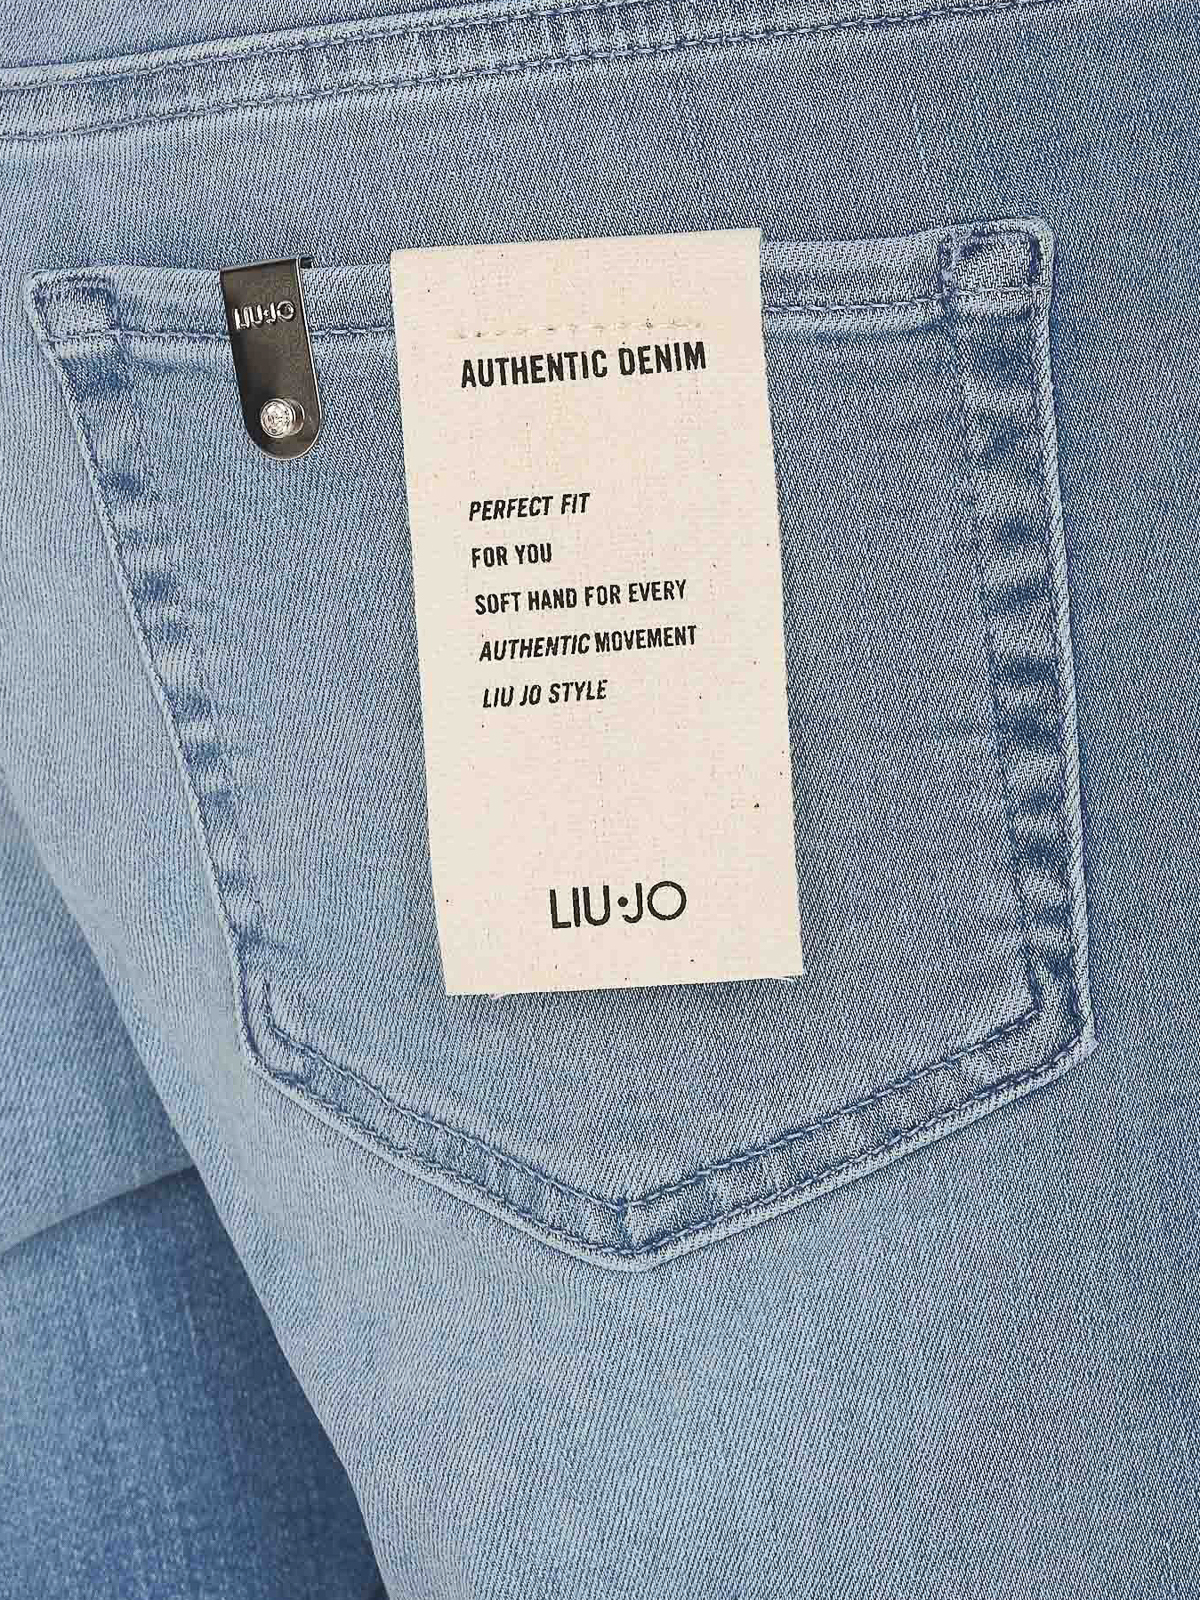 LIU·JO
AUTHENTIC DENIM
PERFECT FIT
FOR YOU
SOFT HAND FOR EVERY
AUTHENTIC MOVEMENT
LIU JO STYLE
LIU·JO